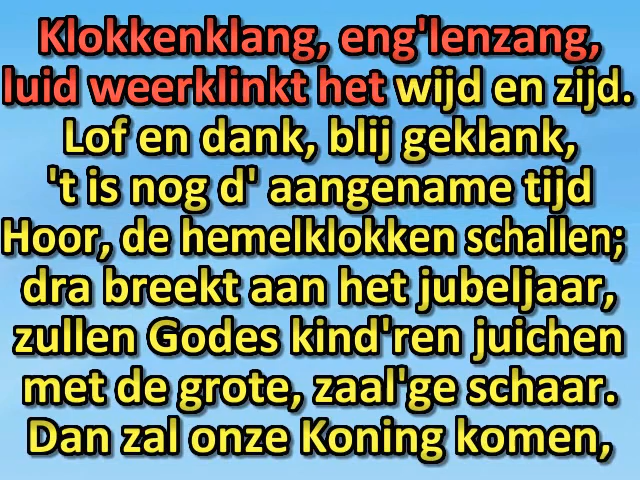 Klokkenklang, eng'lenzang,
luid weerklinkt het wijd en zijd.
Lof en dank, blij geklank,
't is nog d' aangename tijd
Hoor, de hemelklokken schallen;
dra breekt aan het jubeljaar,
zullen Godes kind'ren juichen
met de grote, zaal'ge schaar.
Dan zal onze Koning komen,